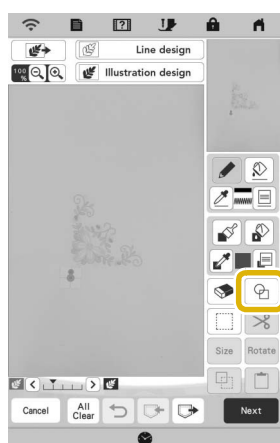 Line design
100 %
Illustration design
Size
Rotate
Cancel
All
Clear
Next